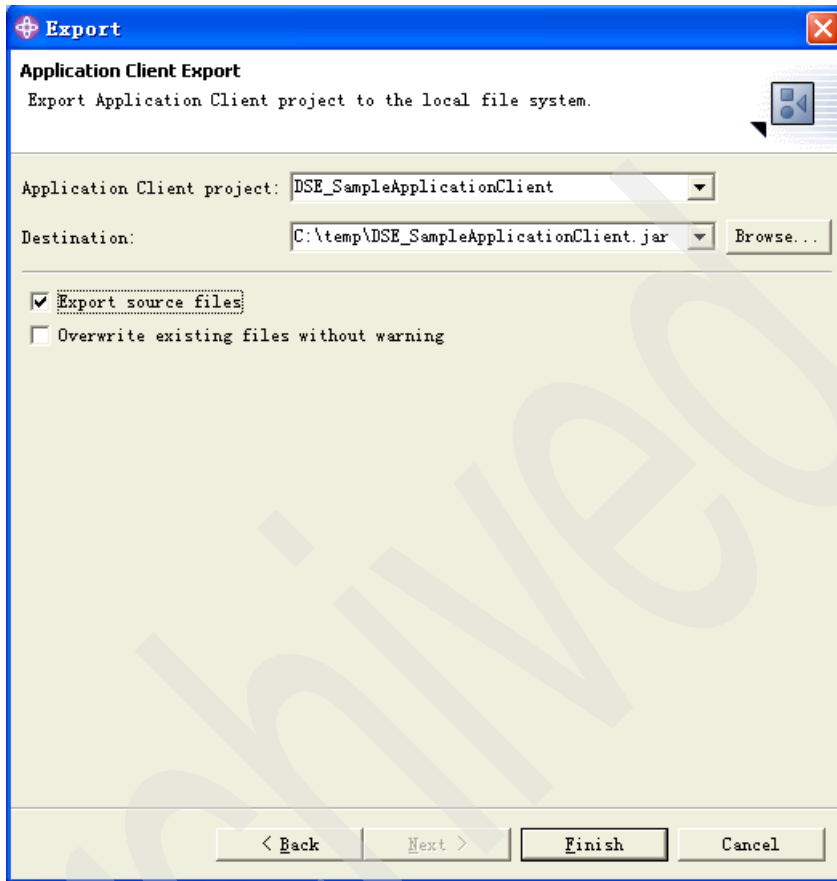 Export
Application Client Export
Export Application Client project to the local file system.
Application Client project: DSE_SampleApplicationClient
Destination: C:\temp\DSE_SampleApplicationClient.jar Browse...
Export source files
Overwrite existing files without warning
< Back Next > Finish Cancel
chived